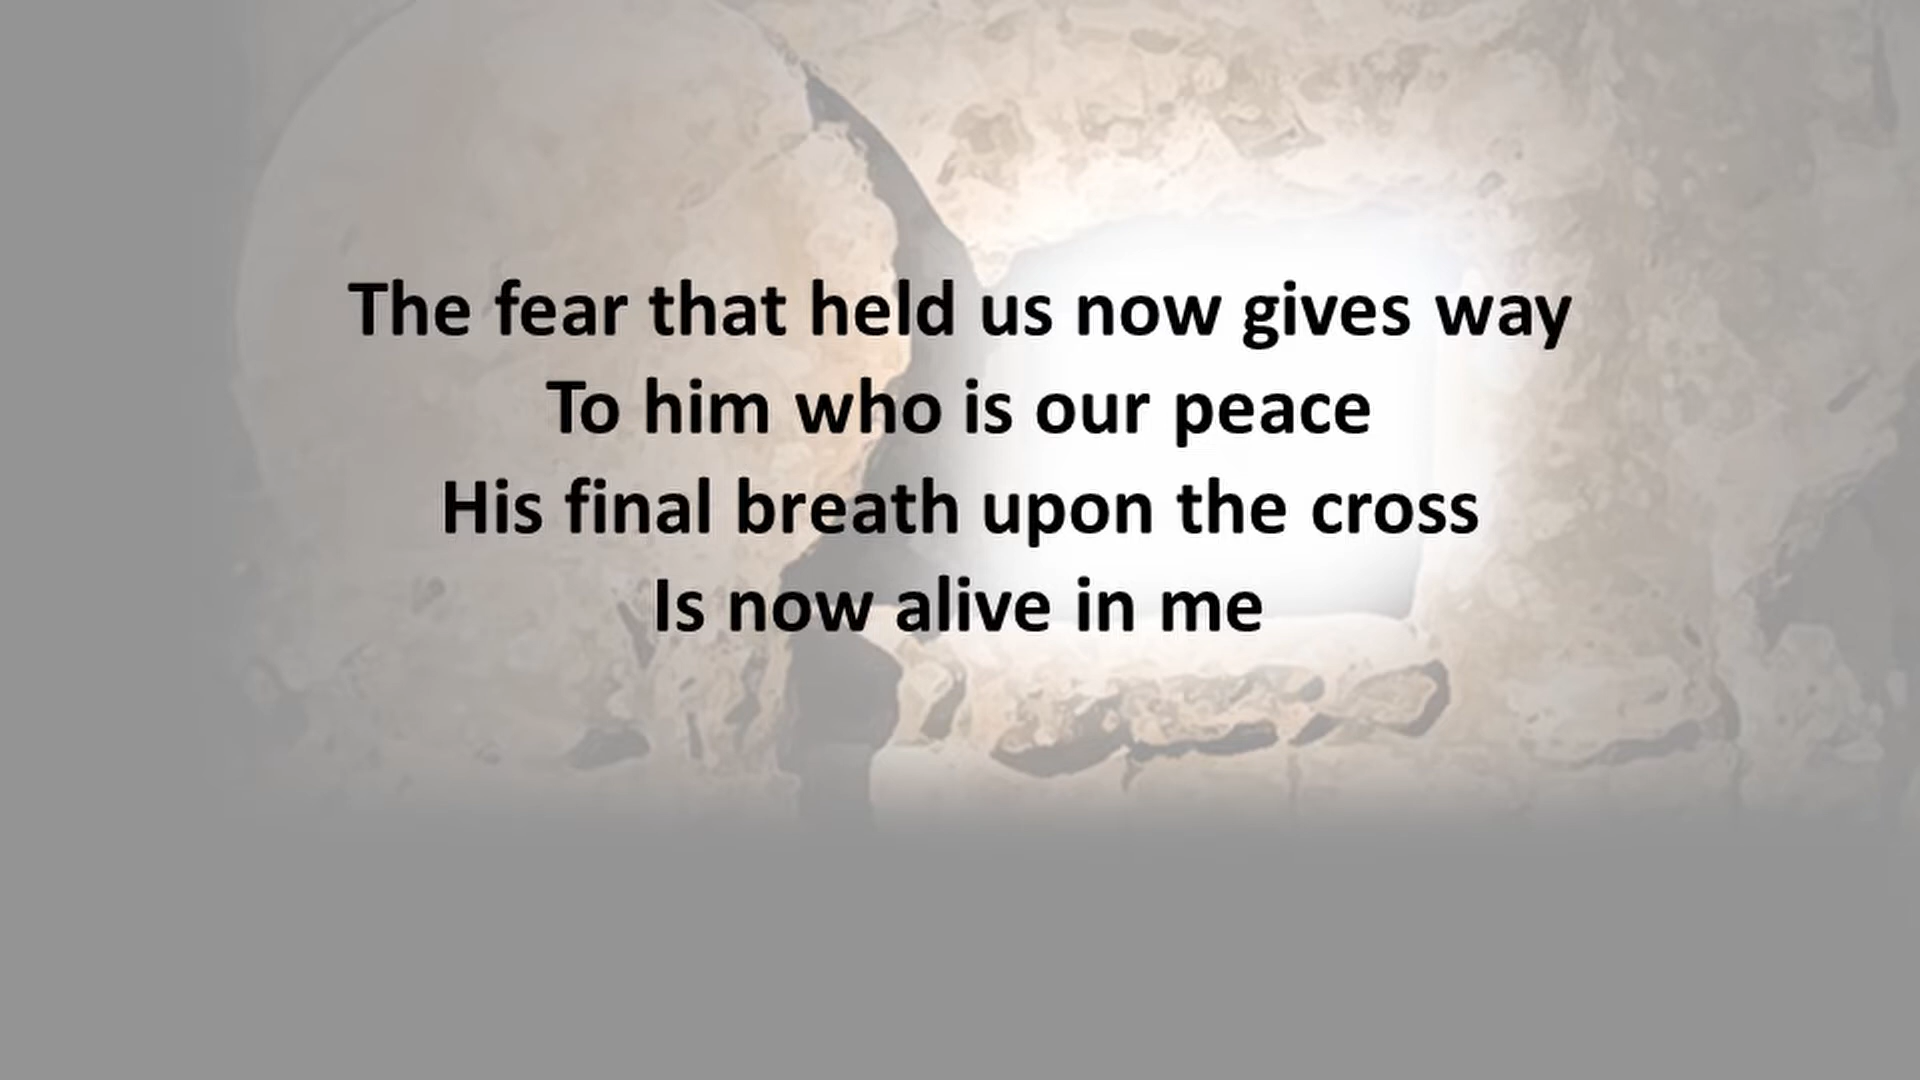 The fear that held us now gives way
To him who is our peace
His final breath upon the cross
Is now alive in me